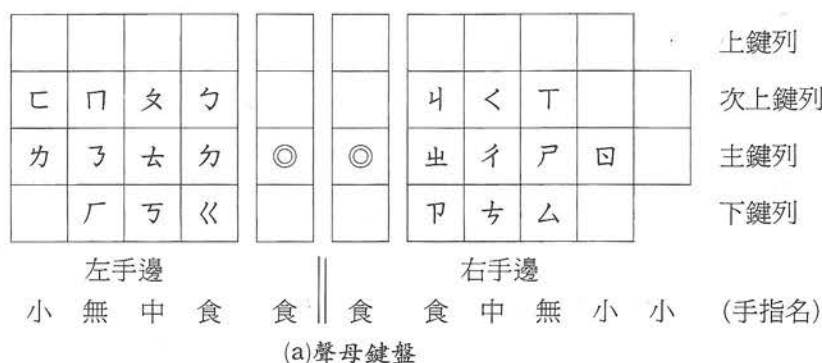 上鍵列
ㄈ ㄇ ㄆ ㄅ ㄐ ㄑ ㄒ 次上鍵列
ㄌ ㄋ ㄊ ㄉ ◎ ◎ ㄓ ㄔ ㄕ ㄖ 主鍵列
ㄏ ㄎ ㄍ ㄗ ㄘ ㄙ 下鍵列
左手邊 右手邊
小 無 中 食 食 食 食 中 無 小 小 (手指名)
(a)聲母鍵盤